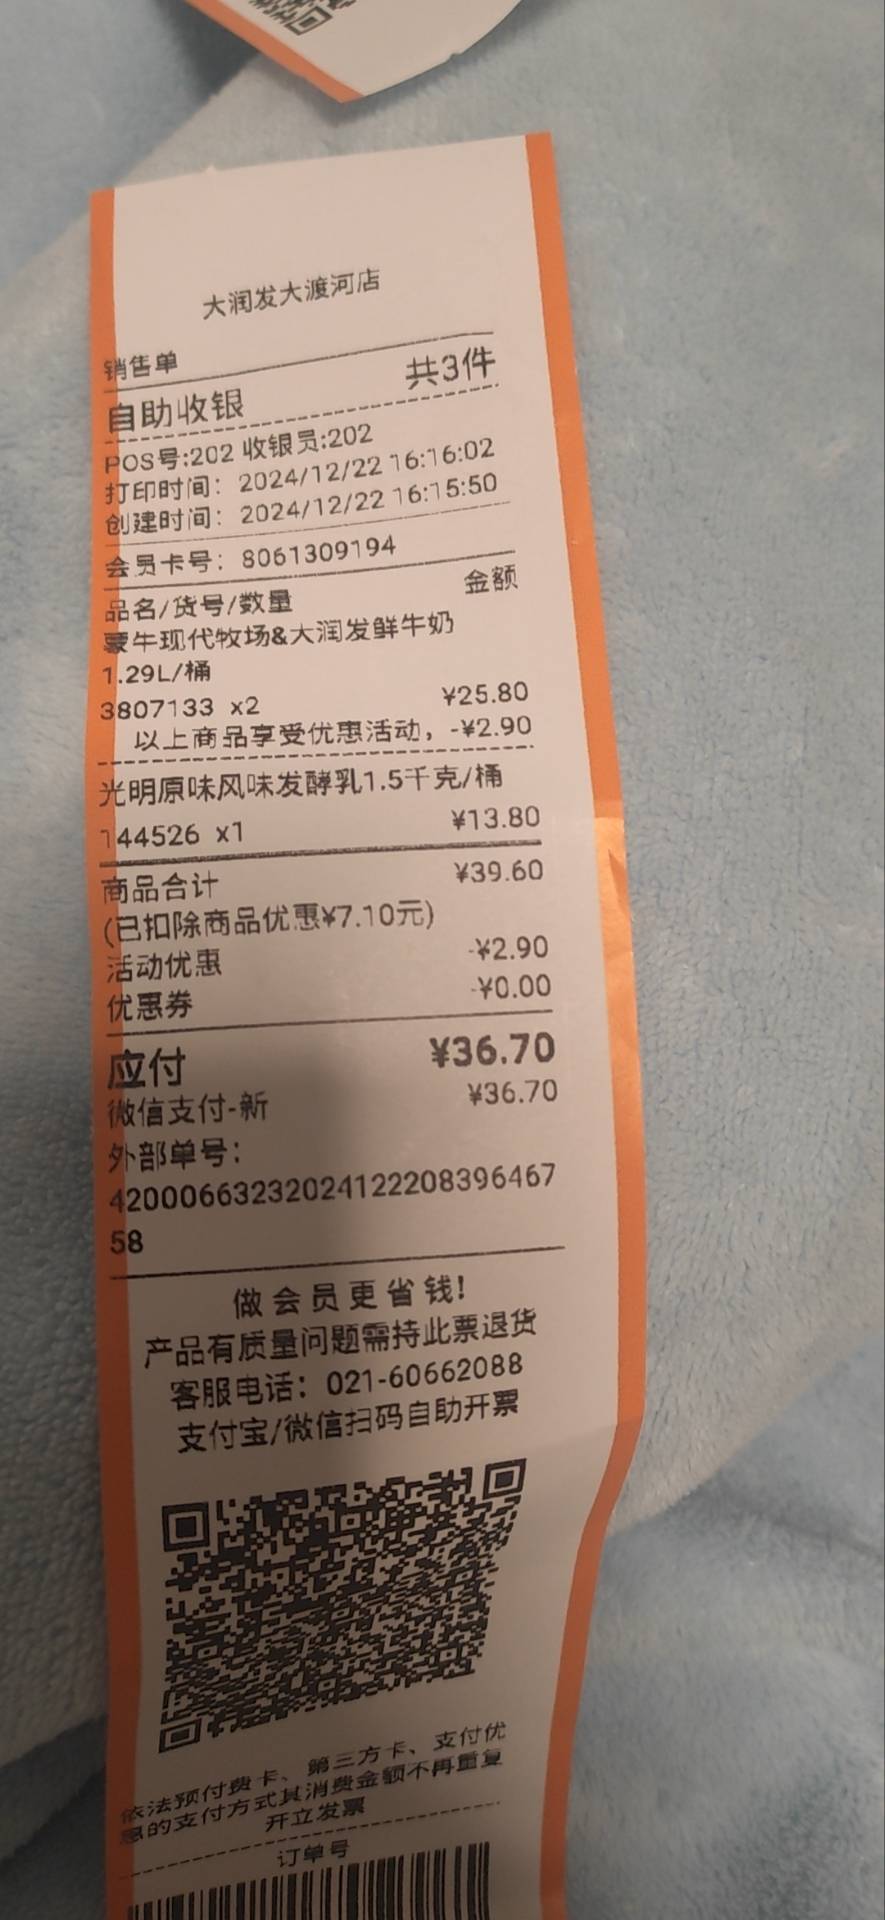 大润发大渡河店
销售单
共3件
自助收银
POS号:202 收银员:202
打印时间：2024/12/22 16:16:02
创建时间：2024/12/22 16:15:50
会员卡号：8061309194
金额
品名/货号/数量
蒙牛现代牧场&大润发鲜牛奶
1.29L/桶
3807133 x2 ¥25.80
以上商品享受优惠活动，-¥2.90
光明原味风味发酵乳1.5千克/桶
144526 x1 ¥13.80
商品合计 ¥39.60
(已扣除商品优惠¥7.10元)
活动优惠 -¥2.90
优惠券 -¥0.00
应付 ¥36.70
微信支付-新 ¥36.70
外部单号：
42000663232024122208396467
58
做会员更省钱!
产品有质量问题需持此票退货
客服电话：021-60662088
支付宝/微信扫码自助开票
依法预付费卡、第三方卡、支付优
惠的支付方式其消费金额不再重复
开立发票
订单号